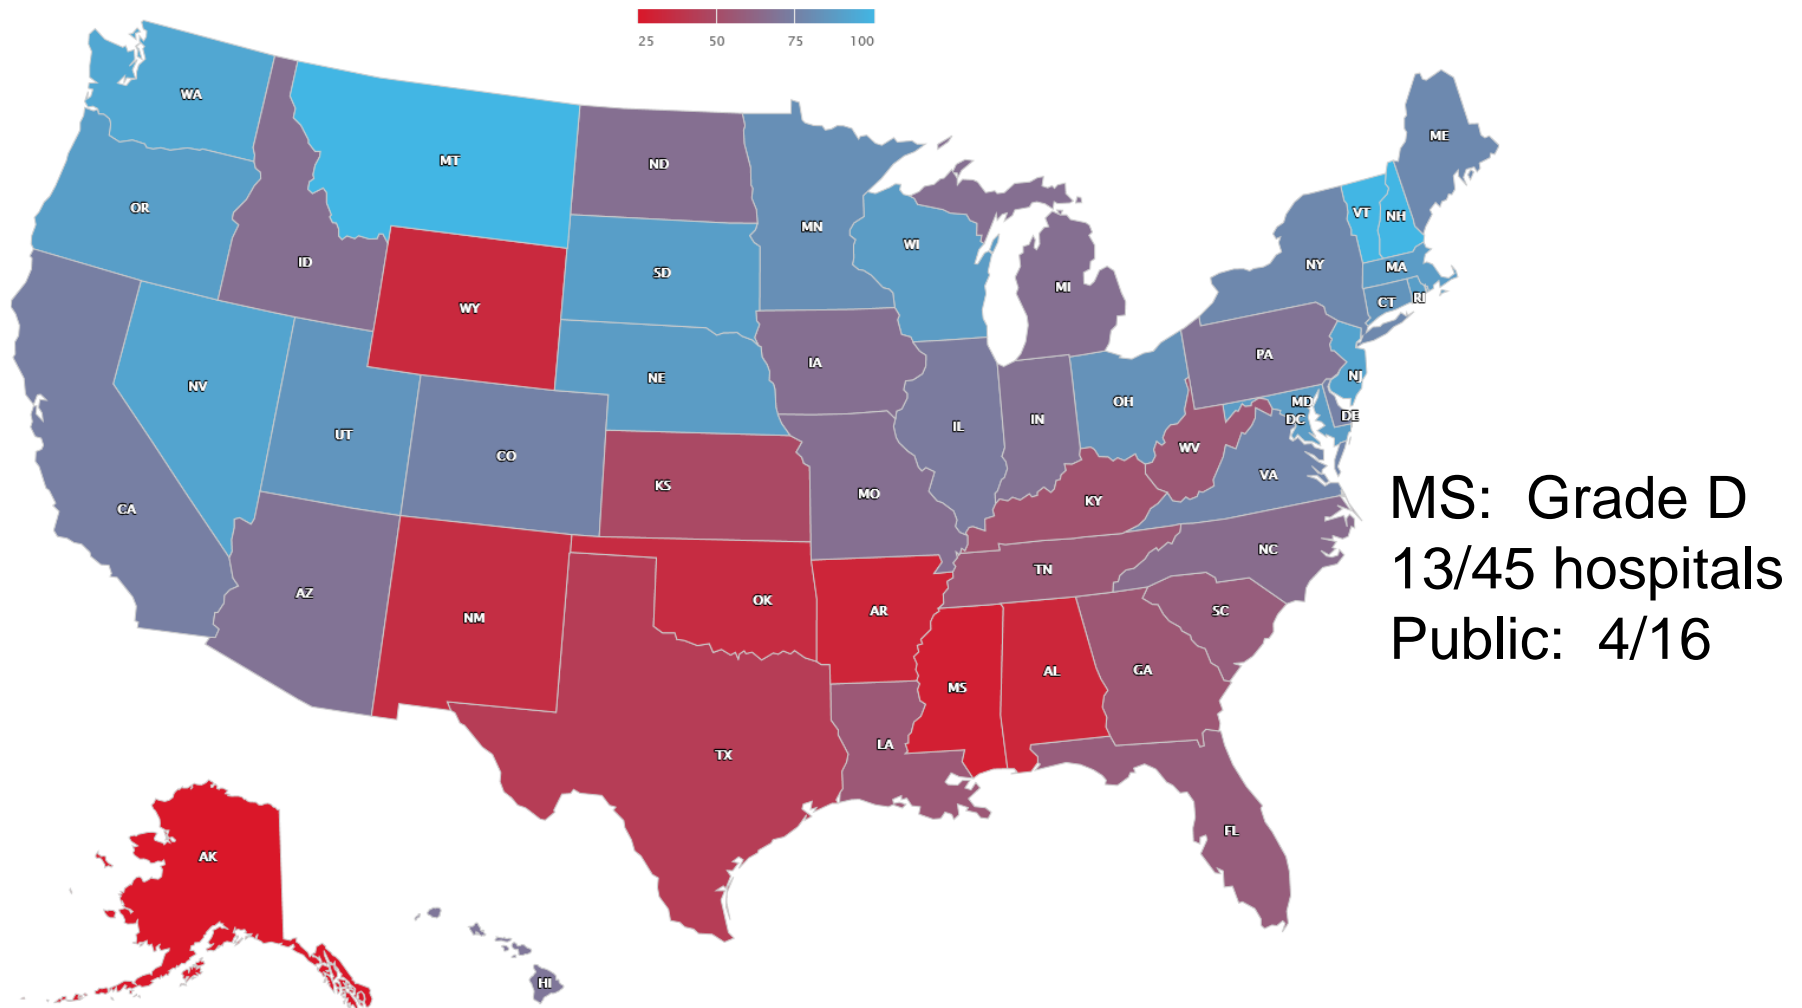 25 50 75 100
WA
MT
ND
ME
OR
MN
VT
NH
WI
ID
SD
NY
MA
MI
WY
CT
RI
PA
IA
NE
NJ
NV
OH
MD
DE
IN
DC
IL
UT
WV
CO
VA
KS
MO
KY
CA
NC
TN
AZ
OK
AR
SC
NM
AL
GA
MS
LA
TX
FL
AK
HI
MS: Grade D
13/45 hospitals
Public: 4/16